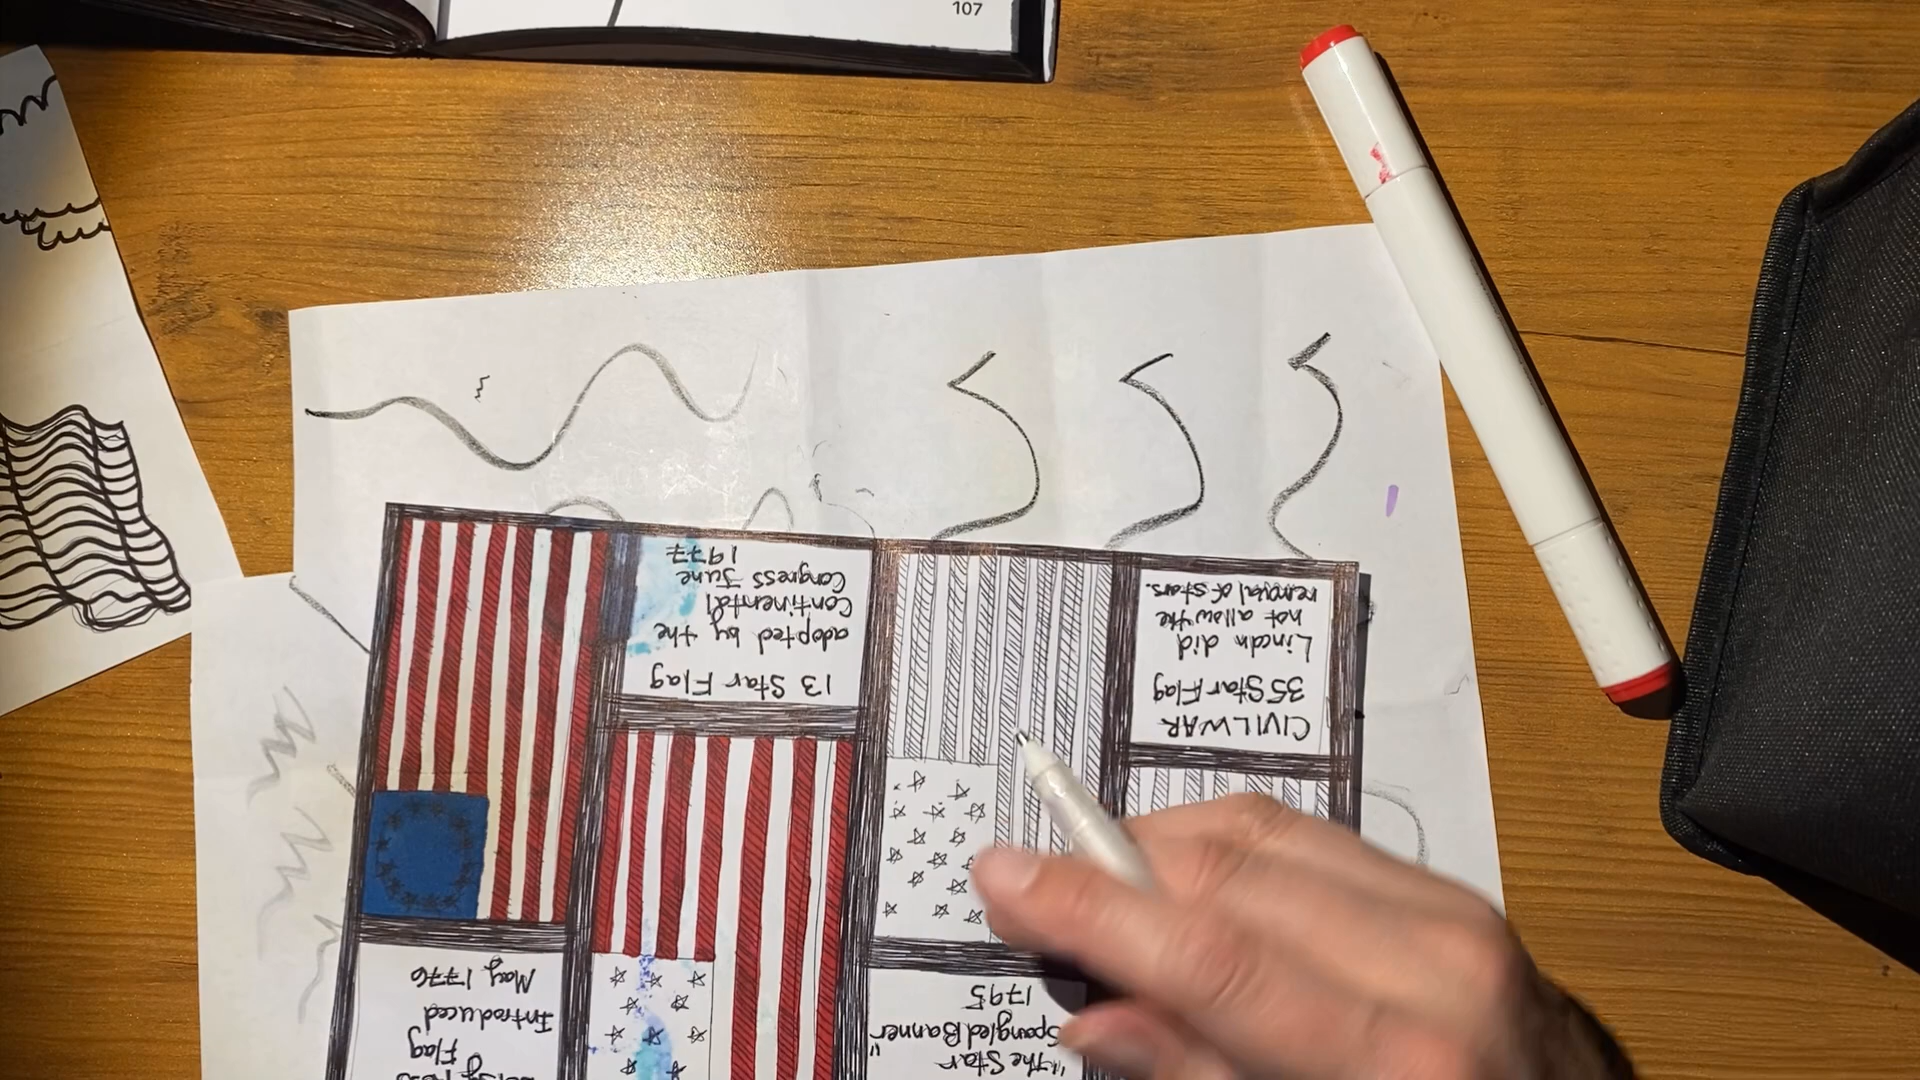 107
CIVIL WAR
35 Star Flag
Lincoln did
not allow the
removal of stars.
"The Star
Spangled Banner"
1795
13 Star Flag
adopted by the
Continental
Congress June
1977
Flag
Introduced
May 1776